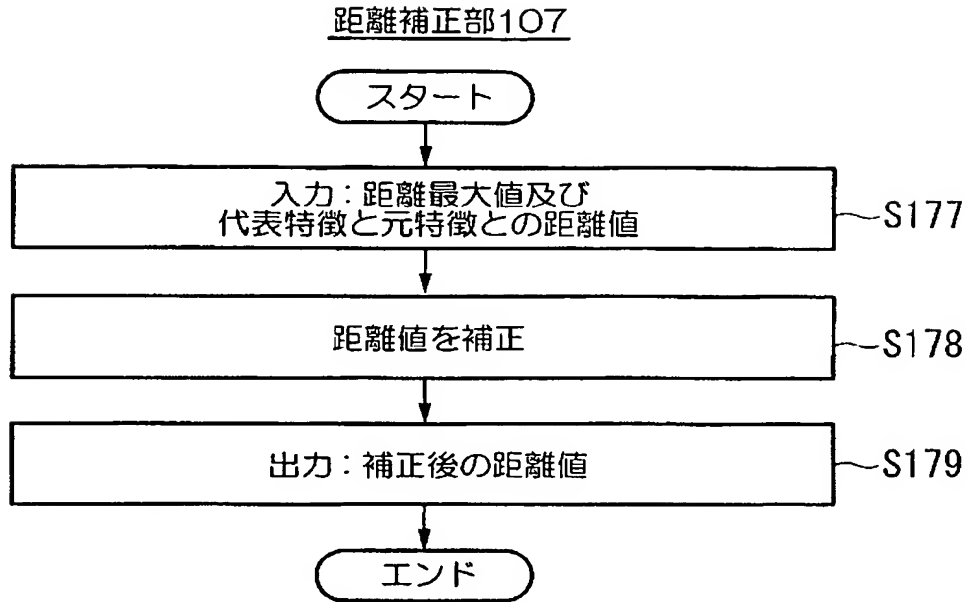 距離補正部107
スタート
入力：距離最大値及び
代表特徴と元特徴との距離値
S177
距離値を補正
S178
出力：補正後の距離値
S179
エンド